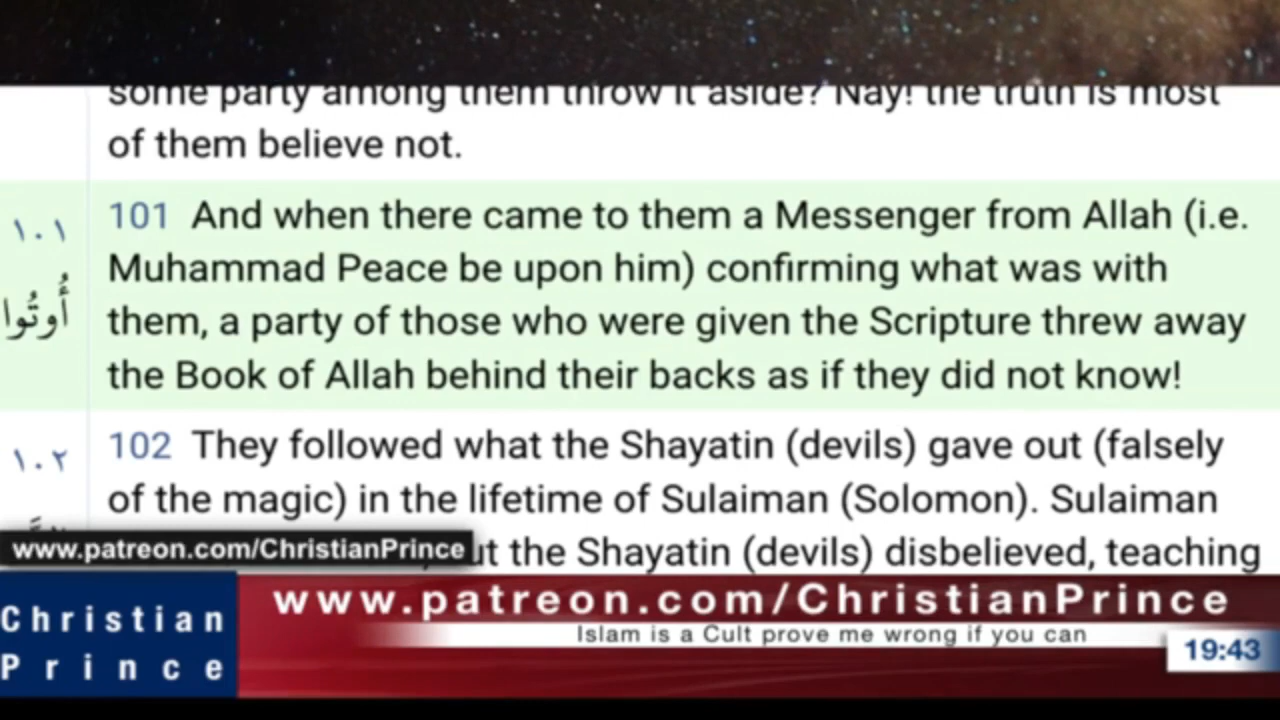 some party among them throw it aside? Nay! the truth is most
of them believe not.
١٠١
101 And when there came to them a Messenger from Allah (i.e.
Muhammad Peace be upon him) confirming what was with
أُوتُوا
them, a party of those who were given the Scripture threw away
the Book of Allah behind their backs as if they did not know!
١٠٢
102 They followed what the Shayatin (devils) gave out (falsely
of the magic) in the lifetime of Sulaiman (Solomon). Sulaiman
the Shayatin (devils) disbelieved, teaching
www.patreon.com/ChristianPrince
Christian
Prince
www.patreon.com/ChristianPrince
Islam is a Cult prove me wrong if you can
19:43